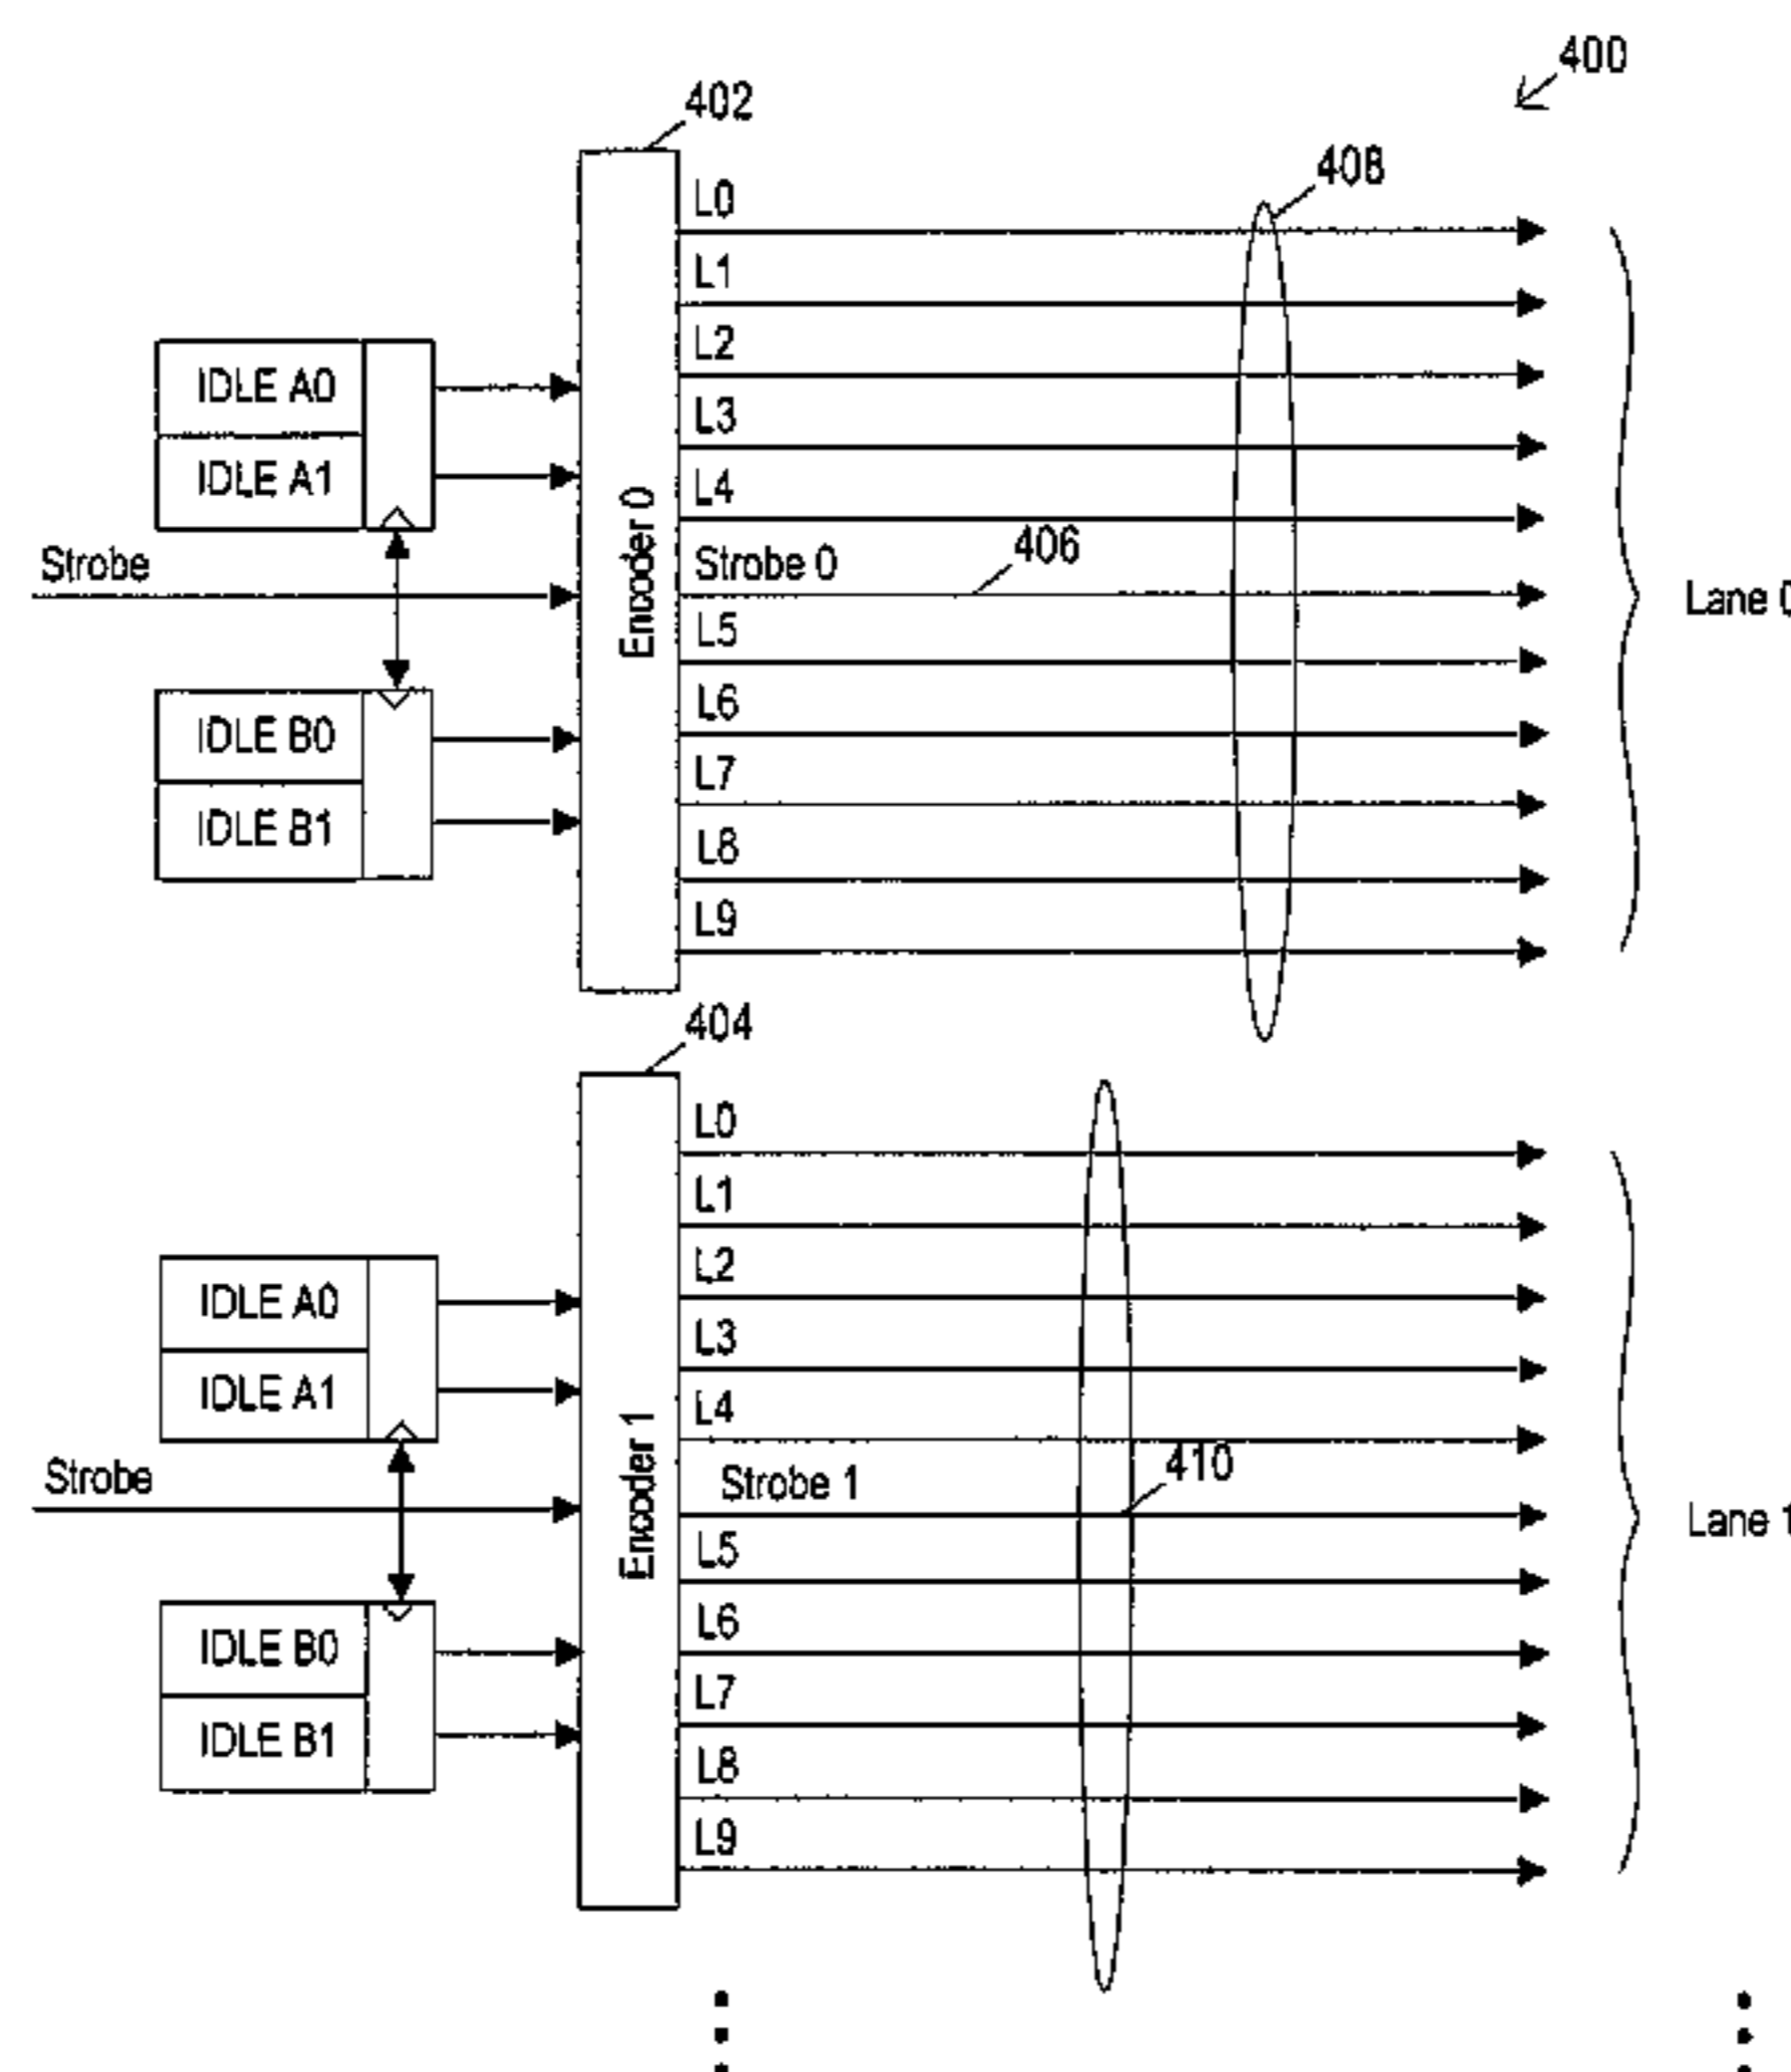 400
402
408
L0
L1
L2
IDLE A0
L3
IDLE A1
L4
Encoder 0
Strobe
Strobe 0
406
Lane 0
L5
L6
IDLE B0
L7
IDLE B1
L8
L9
404
L0
L1
L2
IDLE A0
L3
IDLE A1
L4
Encoder 1
Strobe
Strobe 1
410
Lane 1
L5
L6
IDLE B0
L7
IDLE B1
L8
L9